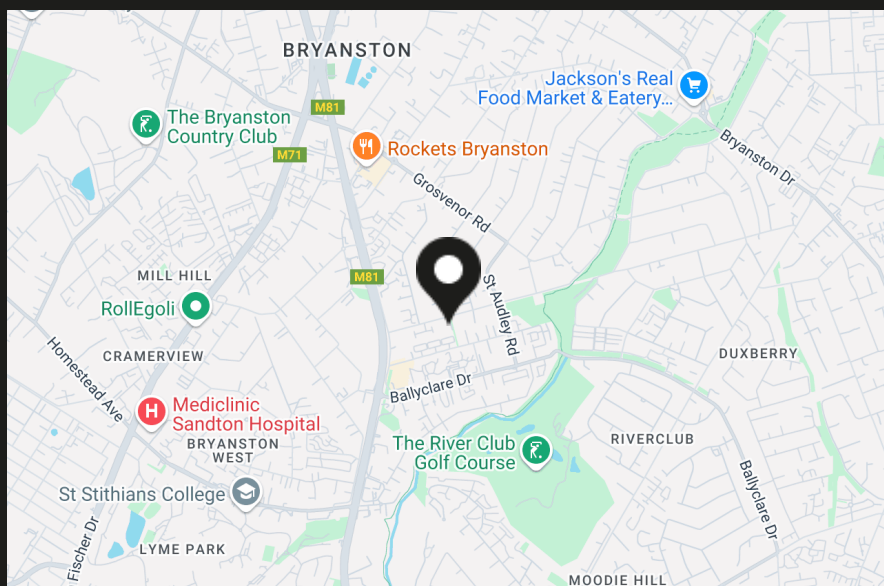 BRYANSTON
Jackson's Real
Food Market & Eatery...
M81
The Bryanston
Country Club
M71
Rockets Bryanston
Bryanston Dr
Grosvenor Rd
M81
MILL HILL
RollEgoli
St Audley Rd
CRAMERVIEW
DUXBERRY
Homestead Ave
Ballyclare Dr
H
Mediclinic
Sandton Hospital
BRYANSTON
WEST
The River Club
Golf Course
RIVERCLUB
St Stithians College
Ballyclare Dr
Fischer Dr
LYME PARK
MOODIE HILL